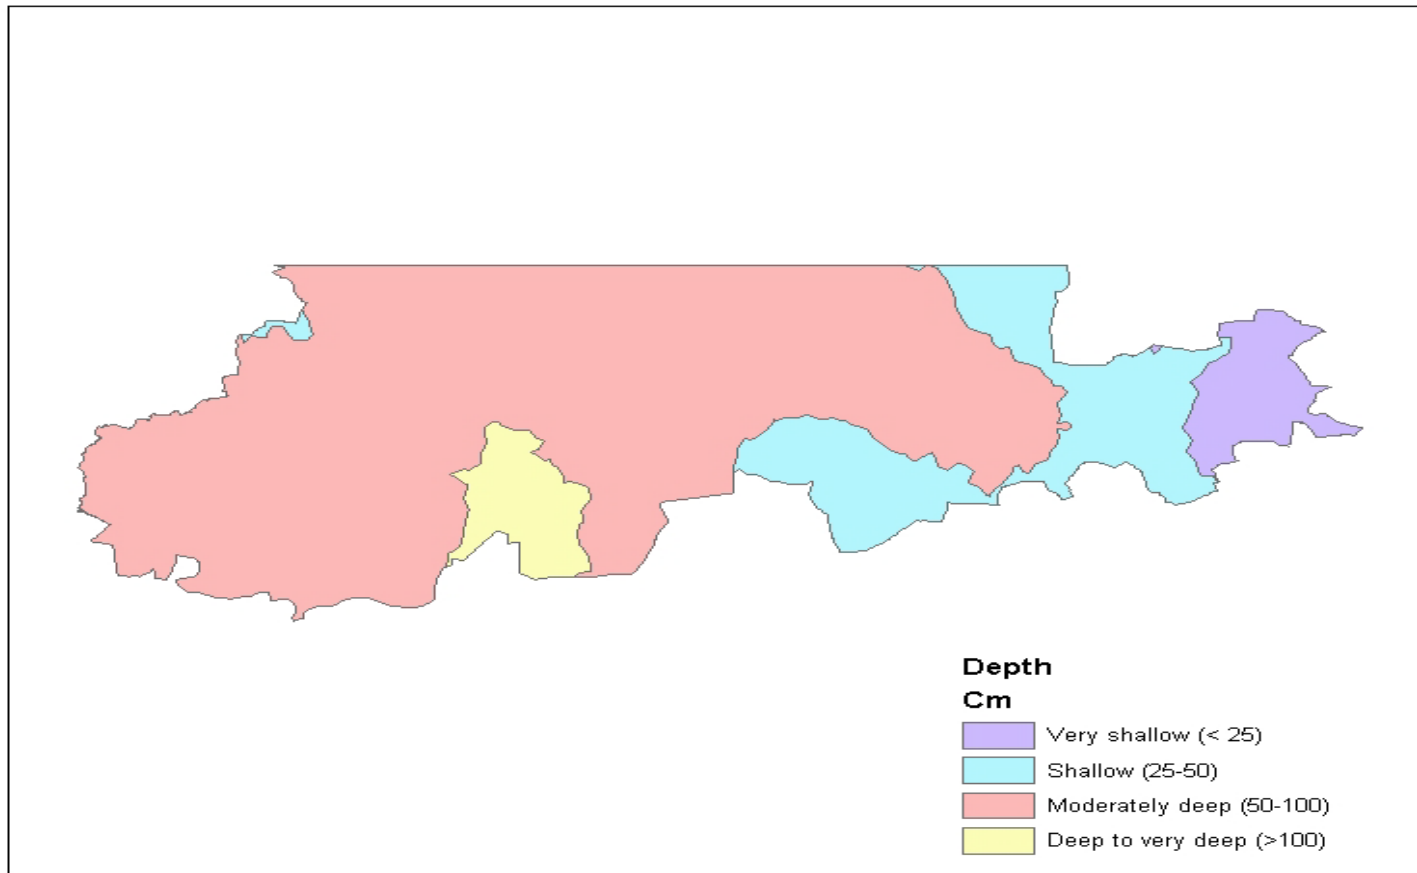 Depth
Cm
Very shallow (< 25)
Shallow (25-50)
Moderately deep (50-100)
Deep to very deep (>100)